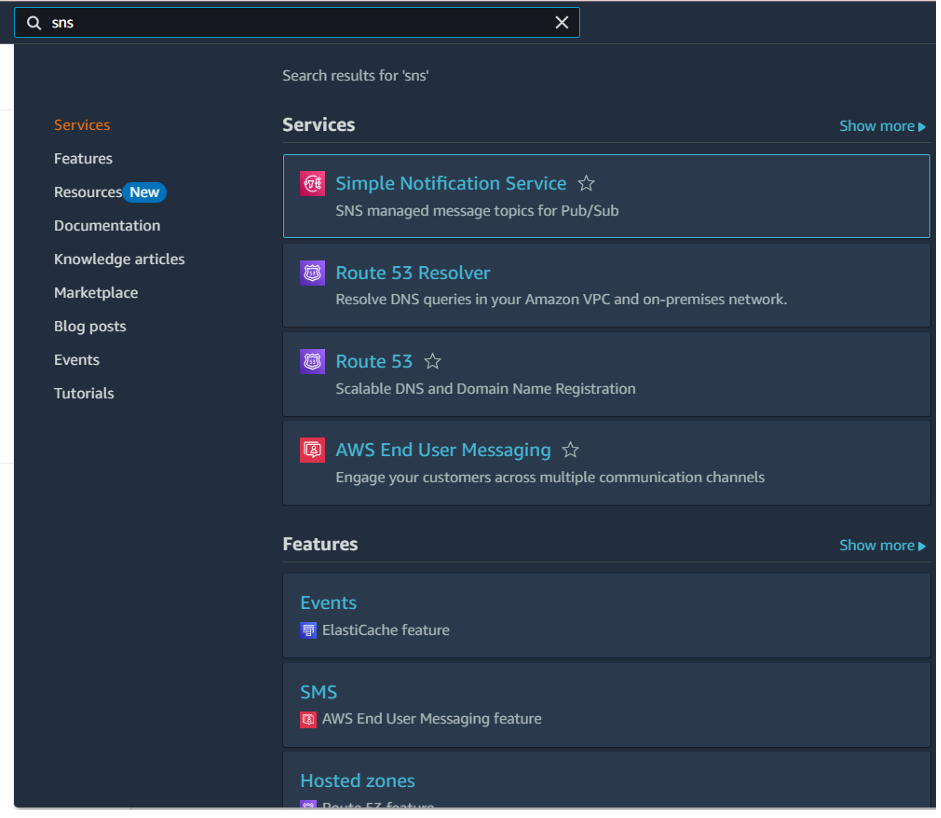 sns
Search results for 'sns'
Services
Features
Resources New
Documentation
Knowledge articles
Marketplace
Blog posts
Events
Tutorials
Services
Show more
Simple Notification Service
SNS managed message topics for Pub/Sub
Route 53 Resolver
Resolve DNS queries in your Amazon VPC and on-premises network.
Route 53
Scalable DNS and Domain Name Registration
AWS End User Messaging
Engage your customers across multiple communication channels
Features
Show more
Events
ElastiCache feature
SMS
AWS End User Messaging feature
Hosted zones
Route 53 feature